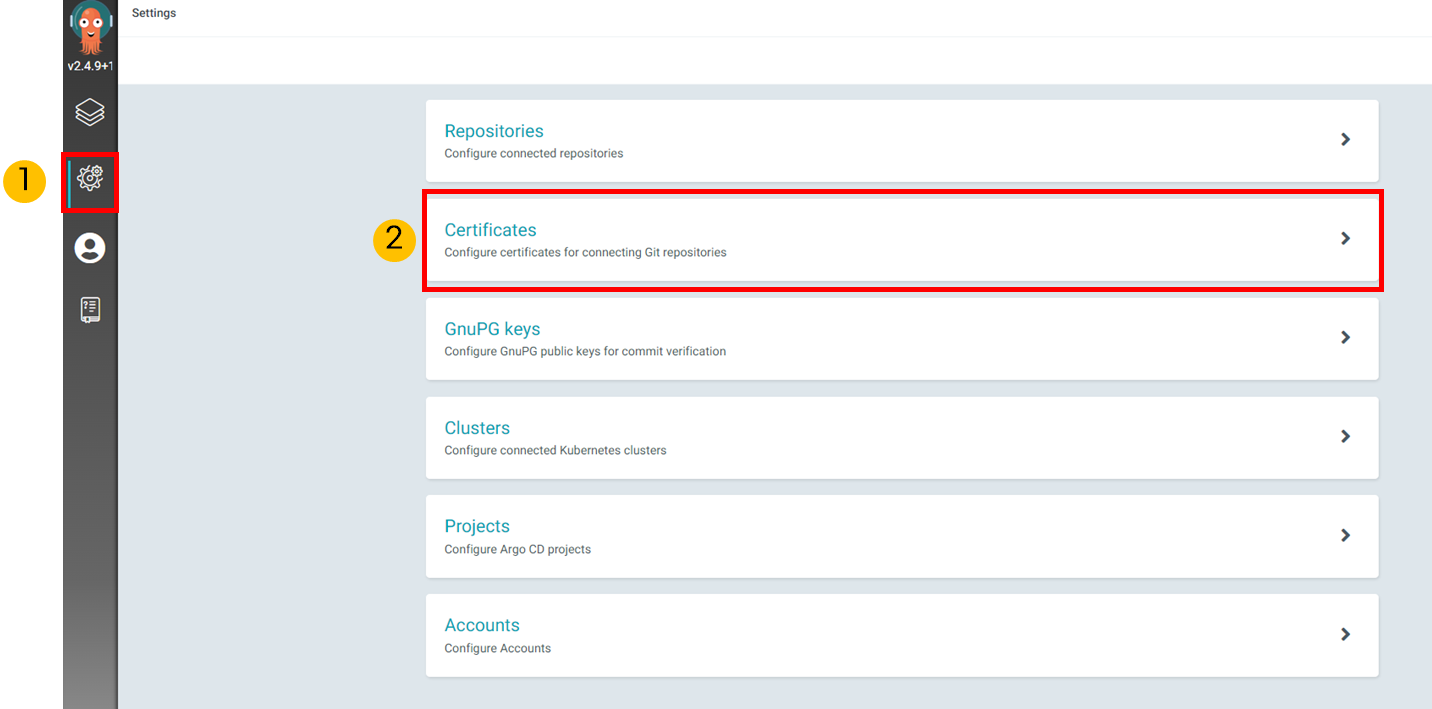 Settings
v2.4.9+1
1
Repositories
Configure connected repositories
2
Certificates
Configure certificates for connecting Git repositories
GnuPG keys
Configure GnuPG public keys for commit verification
Clusters
Configure connected Kubernetes clusters
Projects
Configure Argo CD projects
Accounts
Configure Accounts